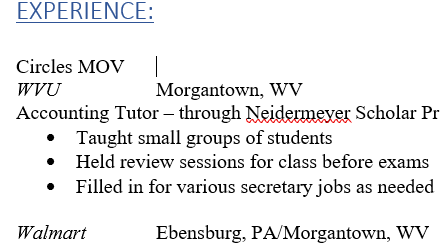 EXPERIENCE:
Circles MOV
WVU Morgantown, WV
Accounting Tutor – through Neidermeyer Scholar Pr
• Taught small groups of students
• Held review sessions for class before exams
• Filled in for various secretary jobs as needed
Walmart Ebensburg, PA/Morgantown, WV